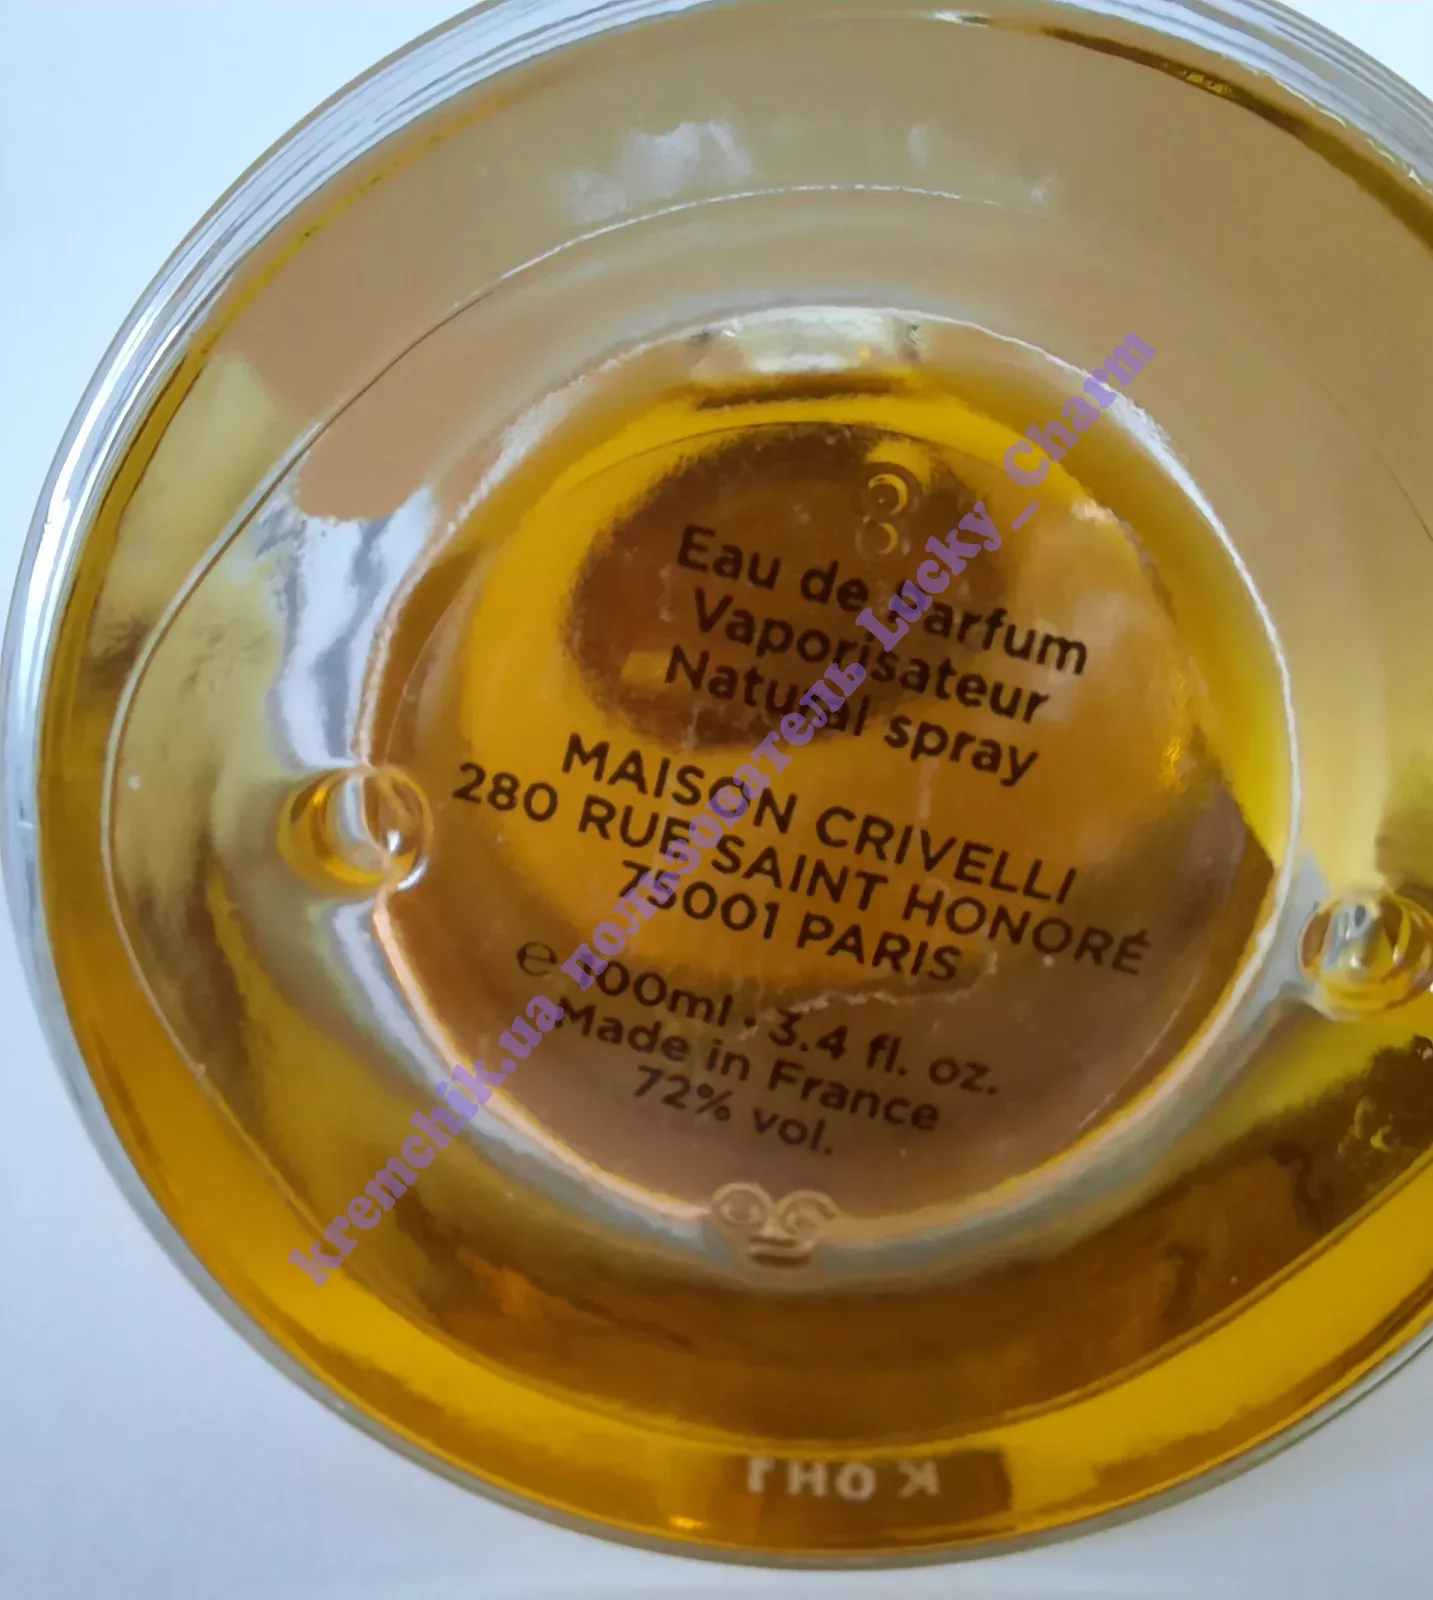 Eau de Parfum
Vaporisateur
Natural spray
MAISON CRIVELLI
280 RUE SAINT HONORÉ
75001 PARIS
℮ 100ml · 3.4 fl. oz.
Made in France
72% vol.
kremchik.ua пользователь Lucky_Charm